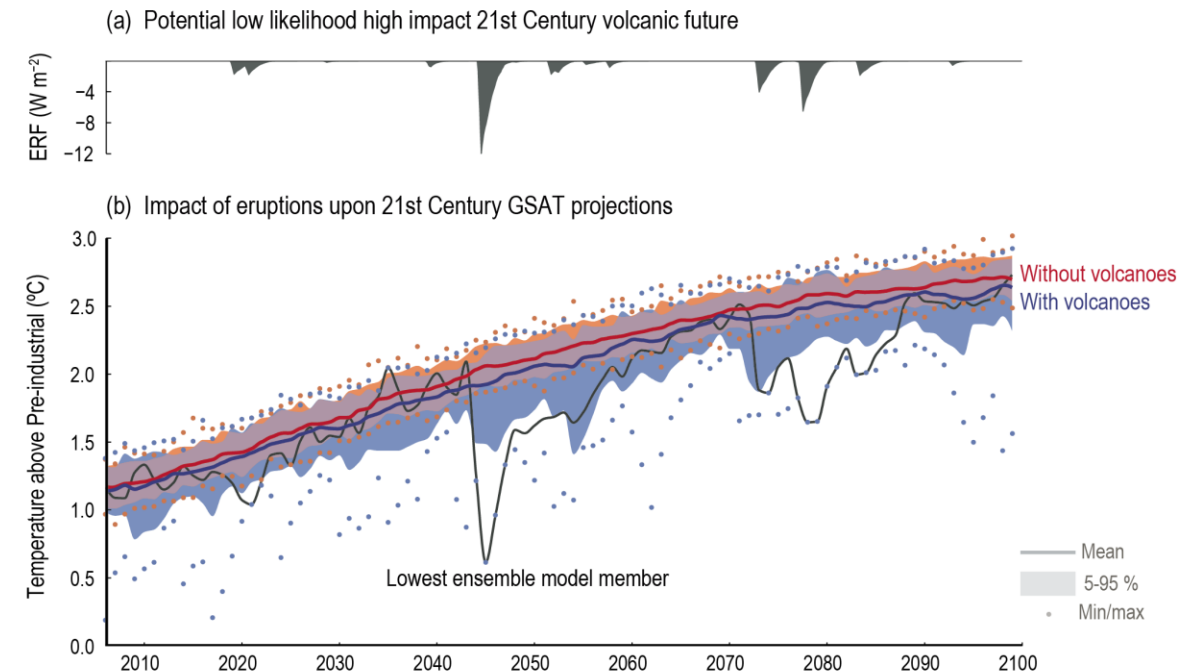 (a) Potential low likelihood high impact 21st Century volcanic future
ERF (W m⁻²)
−4
−8
−12
(b) Impact of eruptions upon 21st Century GSAT projections
Temperature above Pre-industrial (ºC)
3.0
2.5
2.0
1.5
1.0
0.5
0.0
Without volcanoes
With volcanoes
Lowest ensemble model member
Mean
5-95 %
Min/max
2010 2020 2030 2040 2050 2060 2070 2080 2090 2100